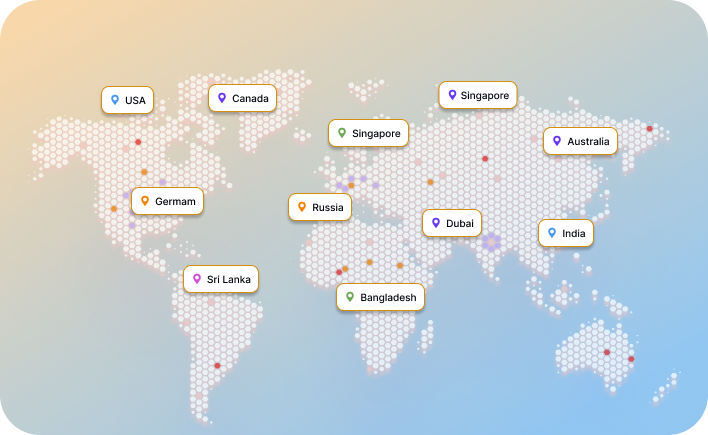 USA
Canada
Singapore
Singapore
Australia
Germam
Russia
Dubai
India
Sri Lanka
Bangladesh